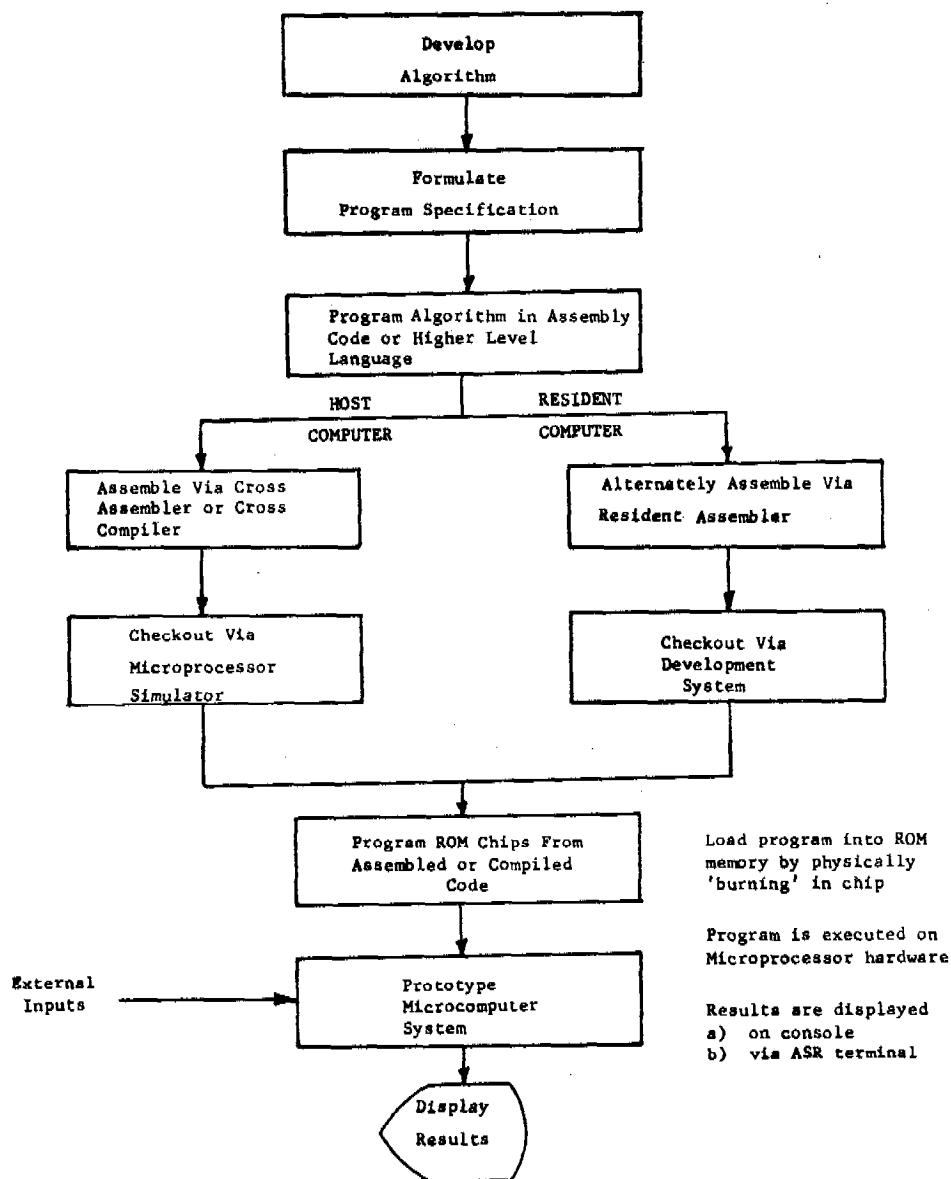 Develop
Algorithm
Formulate
Program Specification
Program Algorithm in Assembly
Code or Higher Level
Language
HOST
COMPUTER
RESIDENT
COMPUTER
Assemble Via Cross
Assembler or Cross
Compiler
Alternately Assemble Via
Resident Assembler
Checkout Via
Microprocessor
Simulator
Checkout Via
Development
System
Program ROM Chips From
Assembled or Compiled
Code
Load program into ROM
memory by physically
'burning' in chip
Program is executed on
Microprocessor hardware
External
Inputs
Prototype
Microcomputer
System
Results are displayed
a) on console
b) via ASR terminal
Display
Results